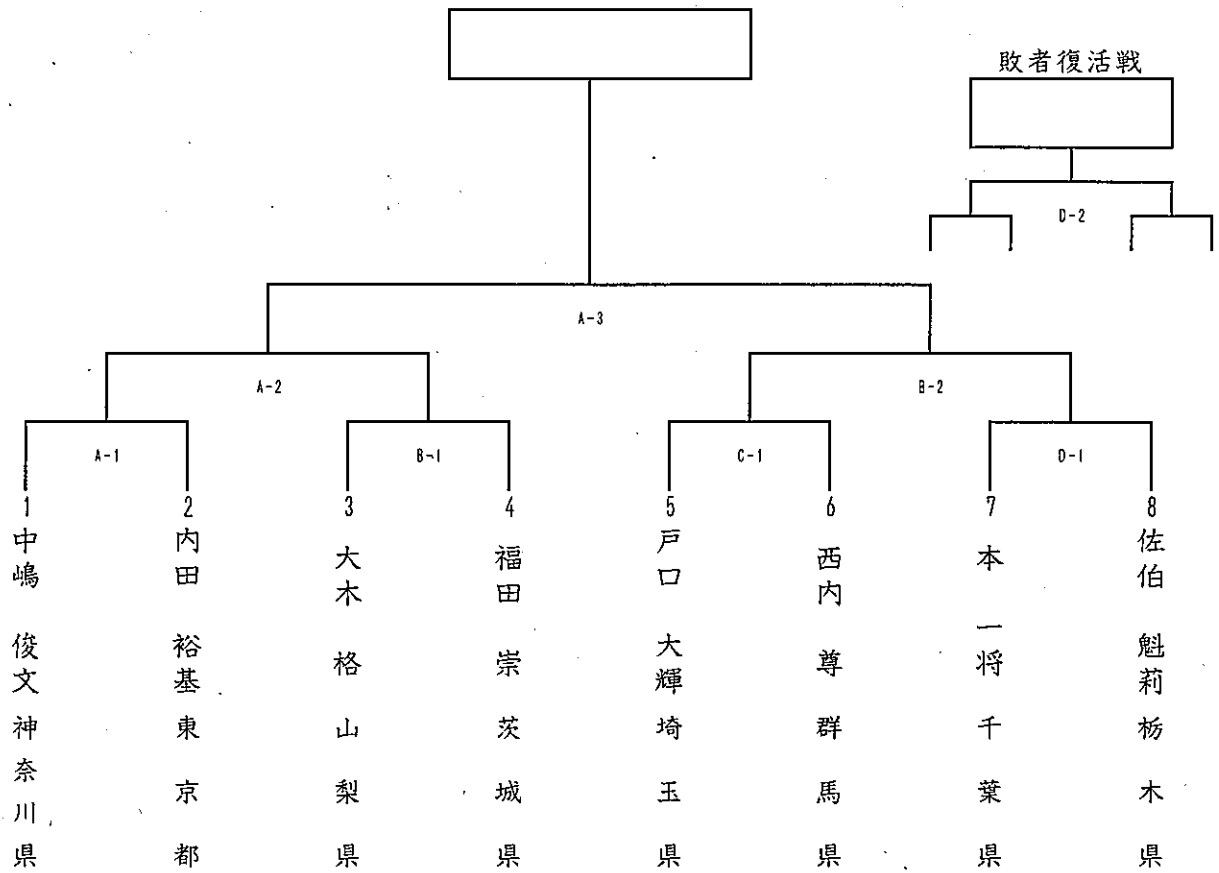 敗者復活戦
D-2
A-3
A-2
B-2
A-1
B-1
C-1
D-1
1
中嶋 俊文
神奈川県
2
内田 裕基
東京都
3
大木 格
山梨県
4
福田 崇
茨城県
5
戸口 大輝
埼玉県
6
西内 尊
群馬県
7
本 一将
千葉県
8
佐伯 魁莉
栃木県